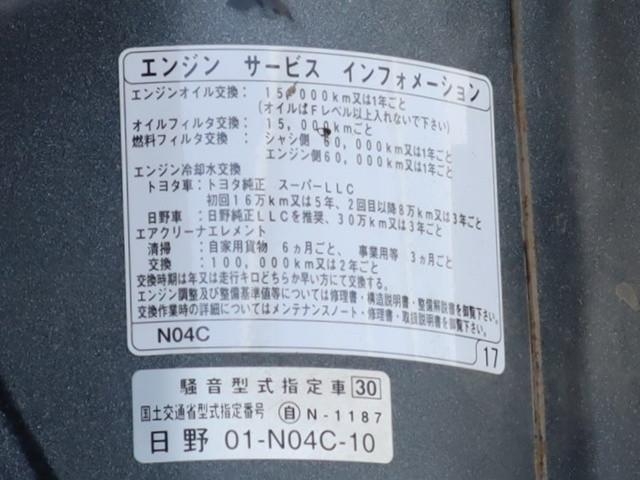 エンジン サービス インフォメーション
エンジンオイル交換： 15,000km又は1年ごと
(オイルはFレベル以上入れないで下さい)
オイルフィルタ交換： 15,000kmごと
燃料フィルタ交換： シャシ側 60,000km又は1年ごと
エンジン側60,000km又は1年ごと
エンジン冷却水交換
トヨタ車：トヨタ純正 スーパーLLC
初回16万km又は5年、2回目以降8万km又は3年ごと
日野車：日野純正LLCを推奨、30万km又は3年ごと
エアクリーナエレメント
清掃：自家用貨物 6ヵ月ごと、 事業用等 3ヵ月ごと
交換：100,000km又は2年ごと
交換時期は年又は走行キロどちらか早い方にて交換する。
エンジン調整及び整備基準値等については修理書・構造説明書・整備解説書を御覧下さい。
交換作業時の詳細についてはメンテナンスノート・修理書・取扱説明書を御覧下さい。
N04C
17
騒音型式指定車 30
国土交通省型式指定番号 自 N-1187
日野 01-N04C-10